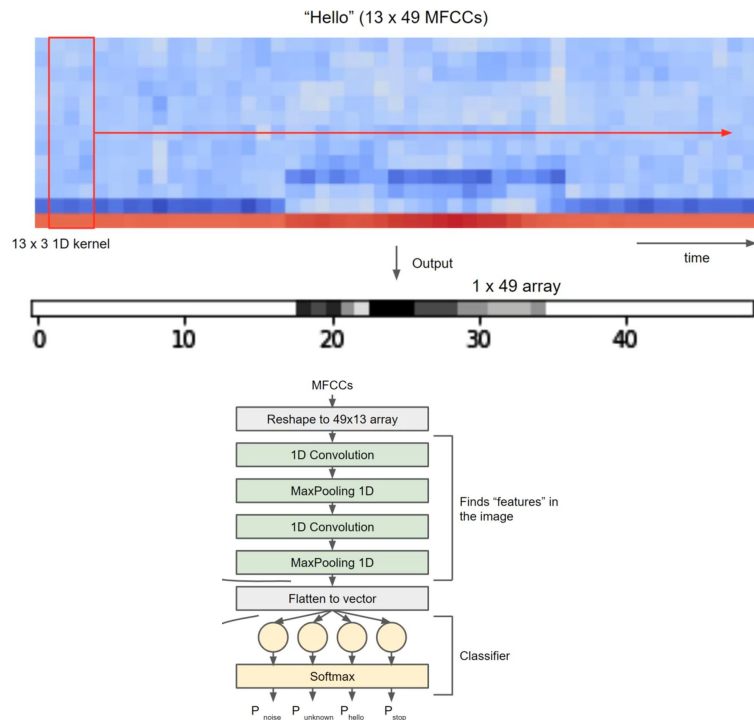 “Hello” (13 x 49 MFCCs)
13 x 3 1D kernel
time
Output
1 x 49 array
0 10 20 30 40
MFCCs
Reshape to 49x13 array
1D Convolution
MaxPooling 1D
1D Convolution
MaxPooling 1D
Finds “features” in
the image
Flatten to vector
Classifier
Softmax
P noise P unknown P hello P stop